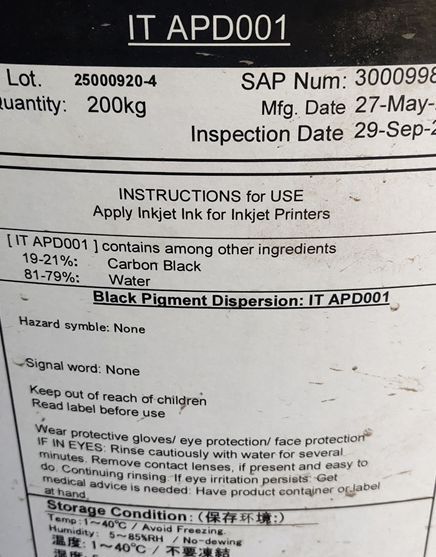 IT APD001
Lot. 25000920-4 SAP Num: 3000998
Quantity: 200kg Mfg. Date 27-May-
Inspection Date 29-Sep-2
INSTRUCTIONS for USE
Apply Inkjet Ink for Inkjet Printers
[ IT APD001 ] contains among other ingredients
19-21%: Carbon Black
81-79%: Water
Black Pigment Dispersion: IT APD001
Hazard symble: None
Signal word: None
Keep out of reach of children
Read label before use
Wear protective gloves/ eye protection/ face protection
IF IN EYES: Rinse cautiously with water for several
minutes. Remove contact lenses, if present and easy to
do. Continuing rinsing. If eye irritation persists: Get
medical advice is needed: Have product container or label
at hand.
Storage Condition: (保存环境:)
Temp:1~40℃ / Avoid Freezing.
Humidity: 5~85%RH / No-dewing
温度: 1~40℃ / 不要凍結